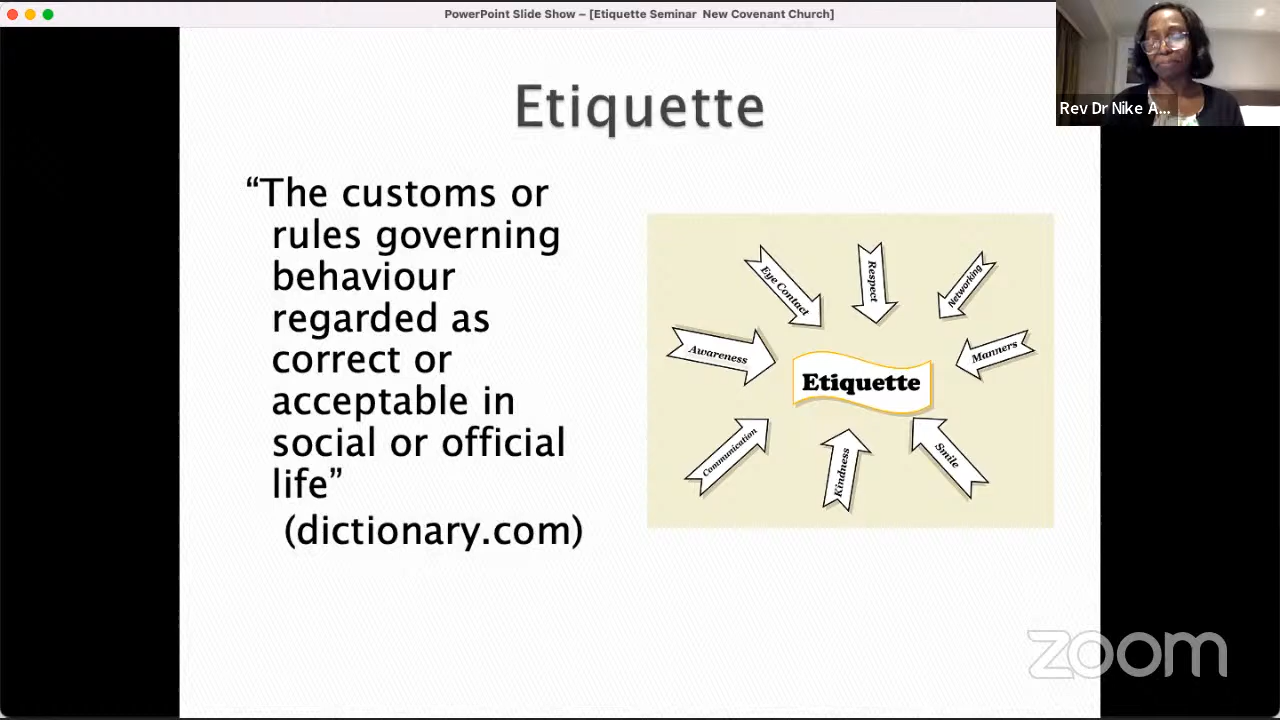 PowerPoint Slide Show – [Etiquette Seminar  New Covenant Church]
Rev Dr Nike A...
Etiquette
“The customs or
rules governing
behaviour
regarded as
correct or
acceptable in
social or official
life”
(dictionary.com)
Eye Contact
Respect
Networking
Awareness
Manners
Etiquette
Communication
Kindness
Smile
zoom